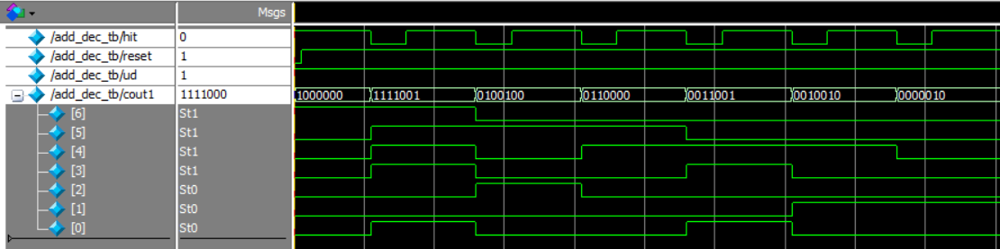 Msgs
/add_dec_tb/hit 0
/add_dec_tb/reset 1
/add_dec_tb/ud 1
/add_dec_tb/cout1 1111000 1000000 1111001 0100100 0110000 0011001 0010010 0000010
[6] St1
[5] St1
[4] St1
[3] St1
[2] St0
[1] St0
[0] St0